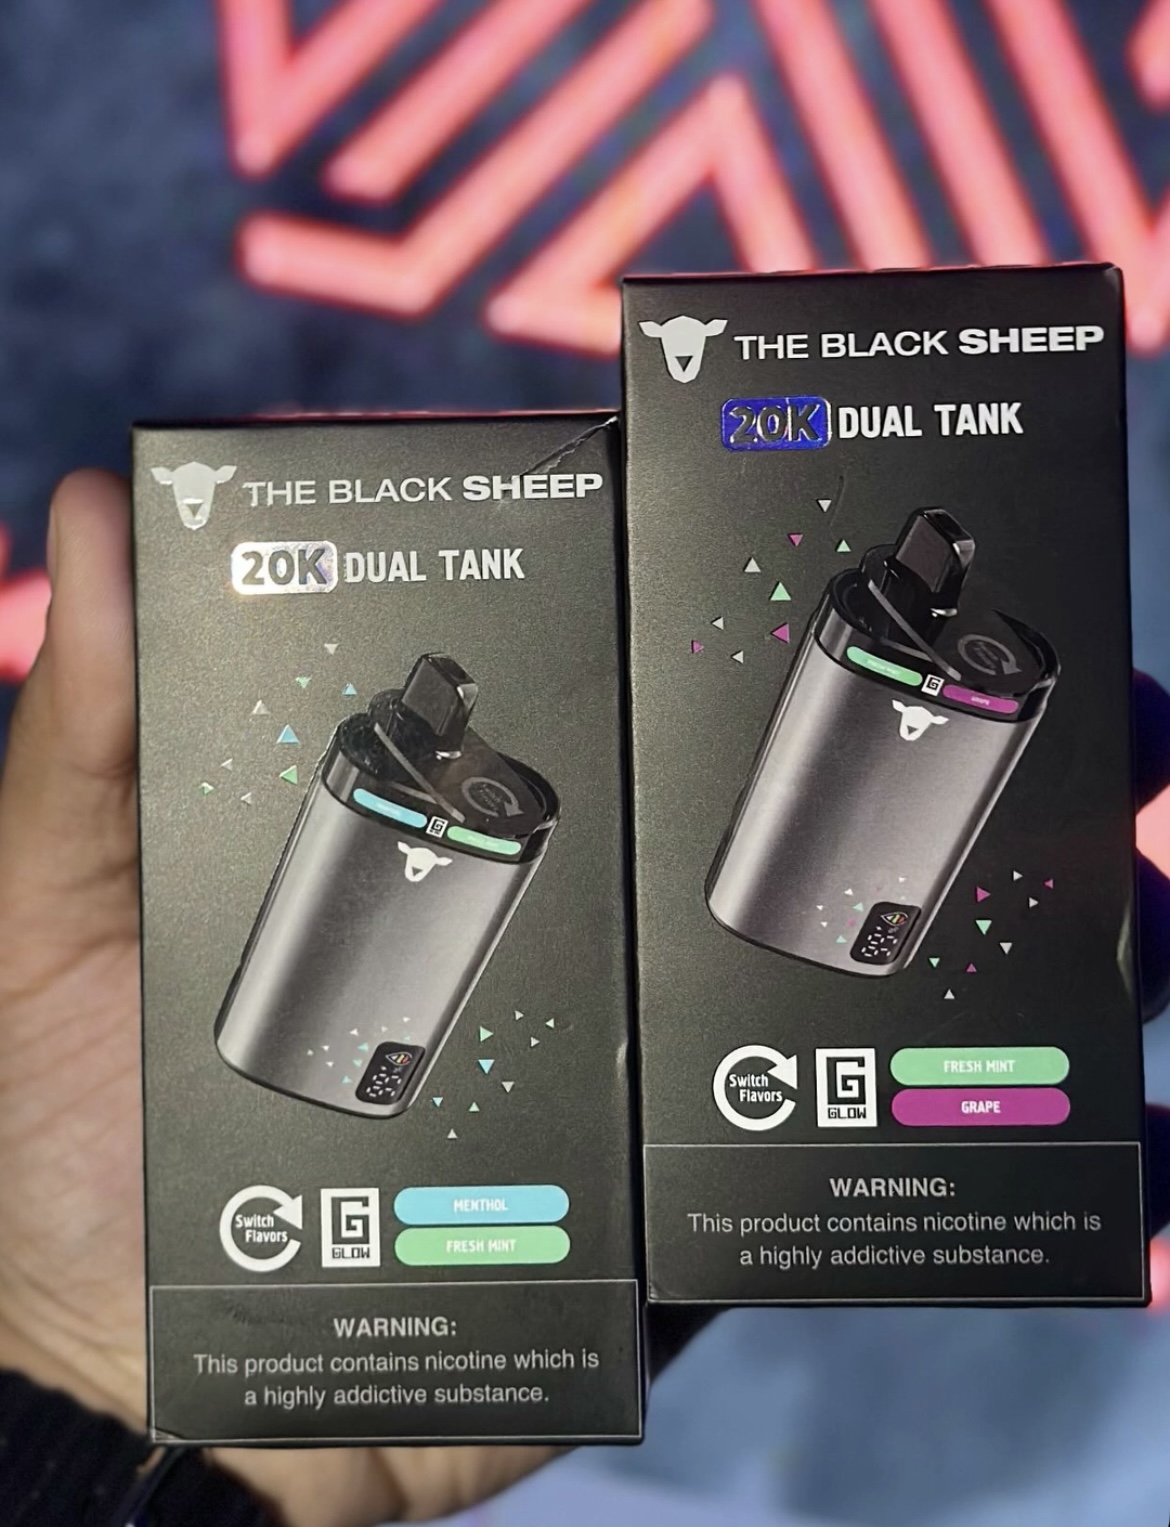 THE BLACK SHEEP
20K DUAL TANK
G
Switch
Flavors
G
GLOW
MENTHOL
FRESH MINT
WARNING:
This product contains nicotine which is
a highly addictive substance.
THE BLACK SHEEP
20K DUAL TANK
G
GRAPE
Switch
Flavors
G
GLOW
FRESH MINT
GRAPE
WARNING:
This product contains nicotine which is
a highly addictive substance.